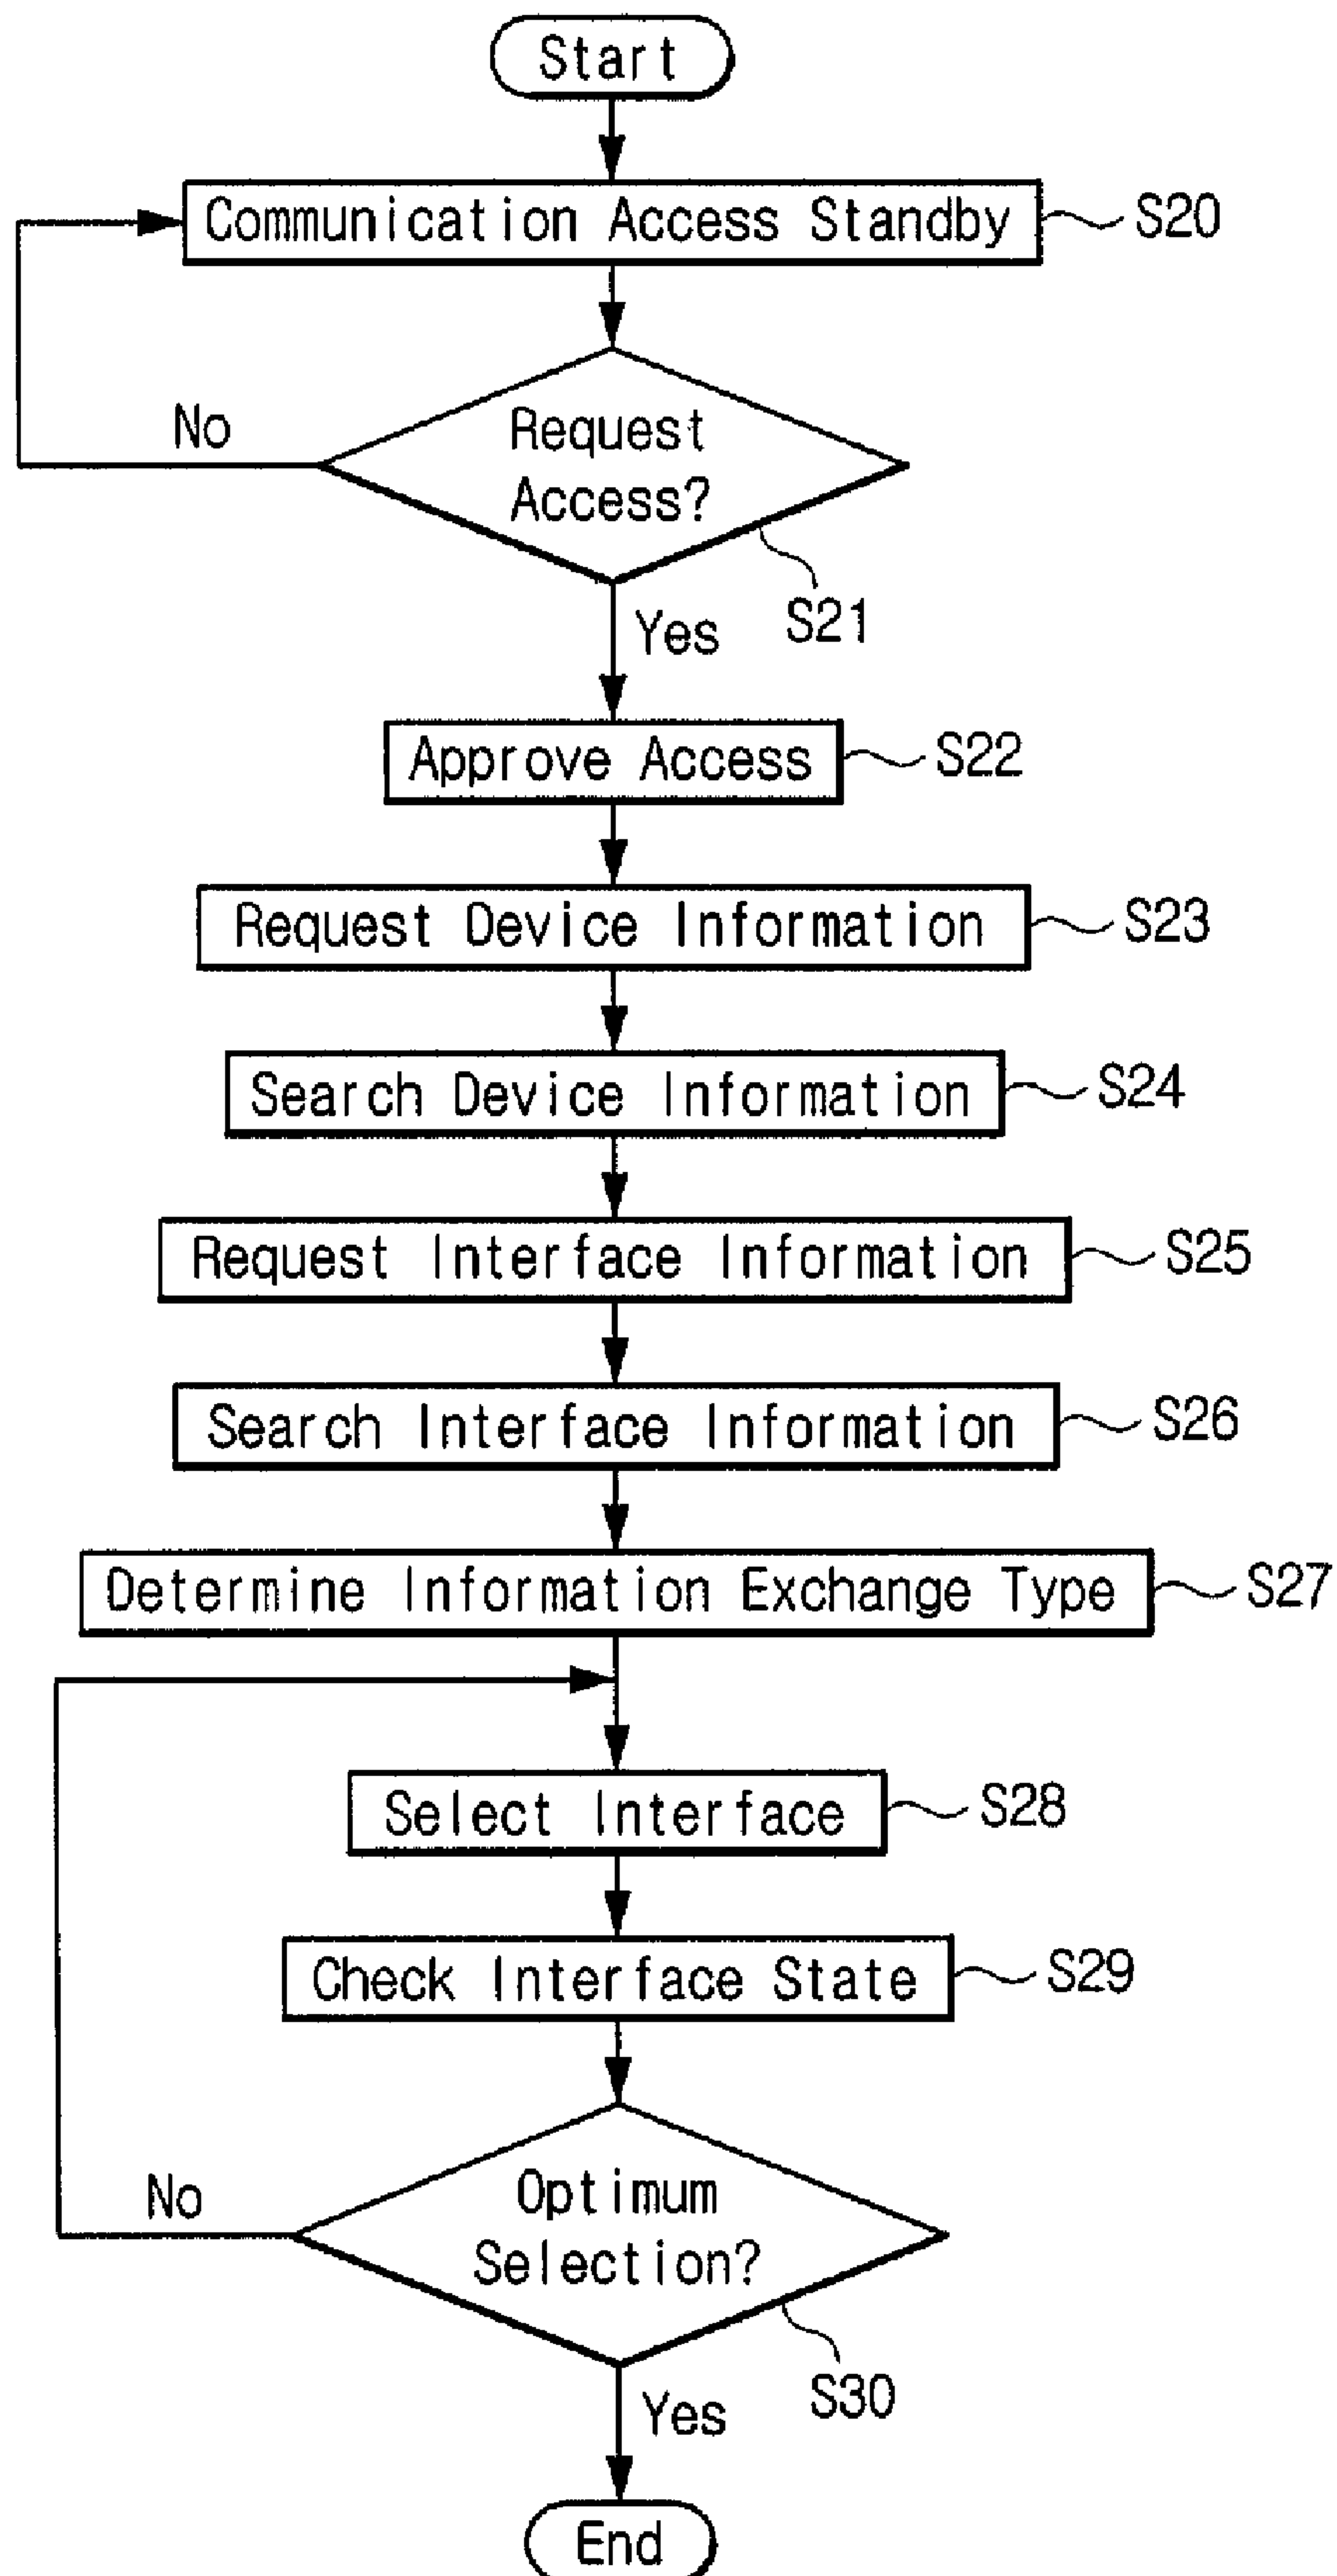 Start
Communication Access Standby
S20
No
Request
Access?
S21
Yes
Approve Access
S22
Request Device Information
S23
Search Device Information
S24
Request Interface Information
S25
Search Interface Information
S26
Determine Information Exchange Type
S27
Select Interface
S28
Check Interface State
S29
No
Optimum
Selection?
S30
Yes
End